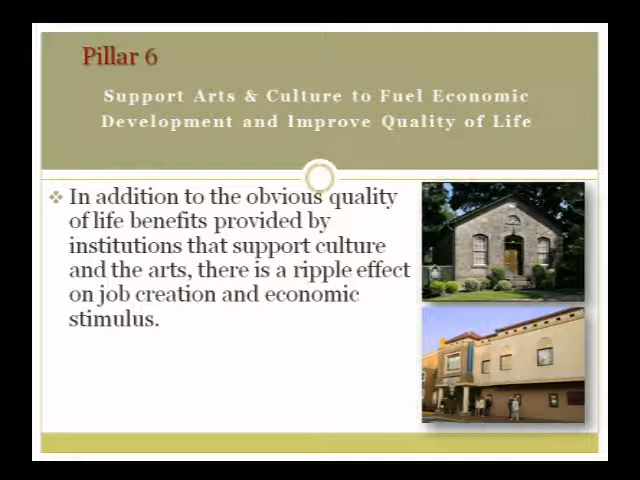 Pillar 6
Support Arts & Culture to Fuel Economic
Development and Improve Quality of Life
In addition to the obvious quality
of life benefits provided by
institutions that support culture
and the arts, there is a ripple effect
on job creation and economic
stimulus.